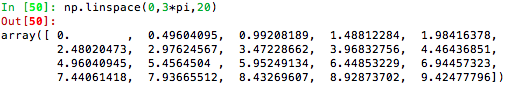 In [50]: np.linspace(0,3*pi,20)
Out[50]:
array([ 0.        ,  0.49604095,  0.99208189,  1.48812284,  1.98416378,
        2.48020473,  2.97624567,  3.47228662,  3.96832756,  4.46436851,
        4.96040945,  5.4564504 ,  5.95249134,  6.44853229,  6.94457323,
        7.44061418,  7.93665512,  8.43269607,  8.92873702,  9.42477796])